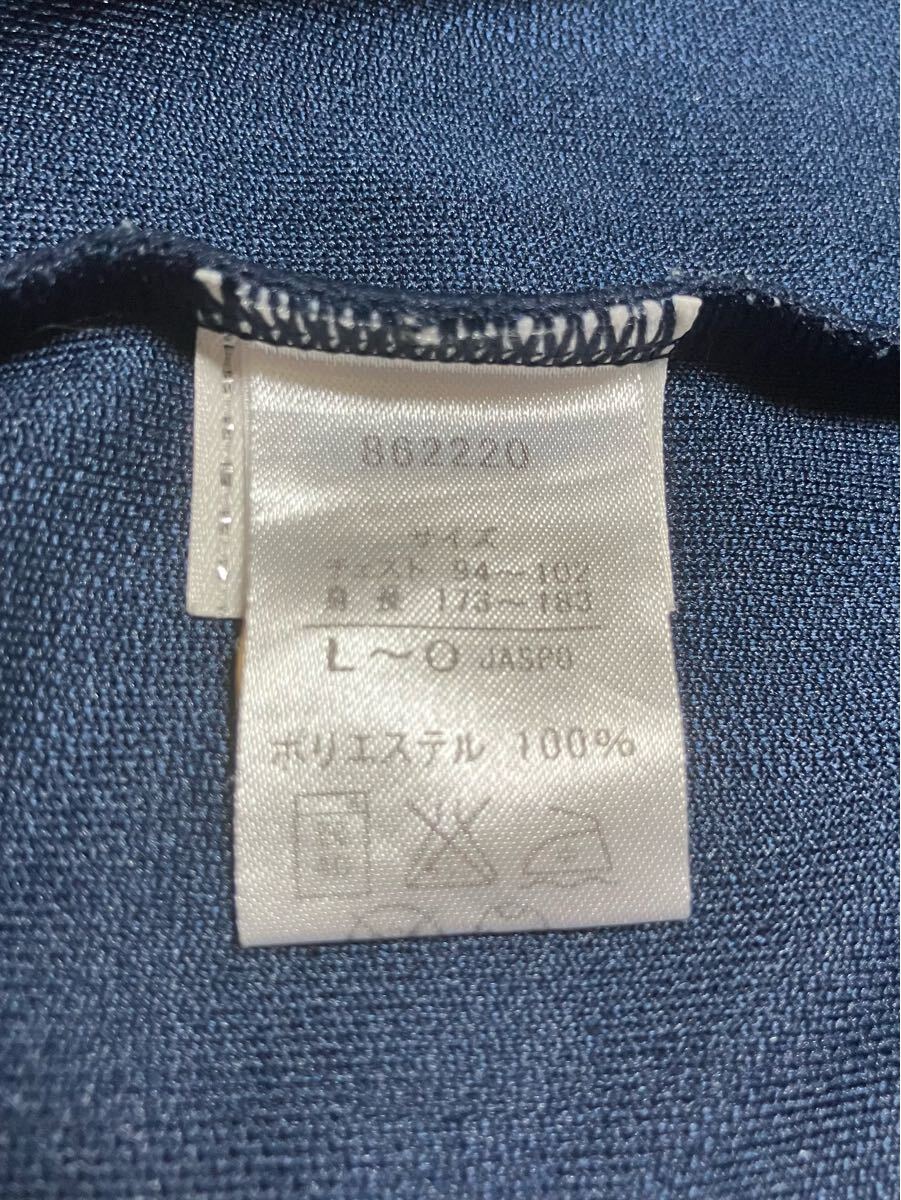 862220
サイズ
チェスト 94〜102
身長 173〜183
L〜O JASPO
ポリエステル 100%